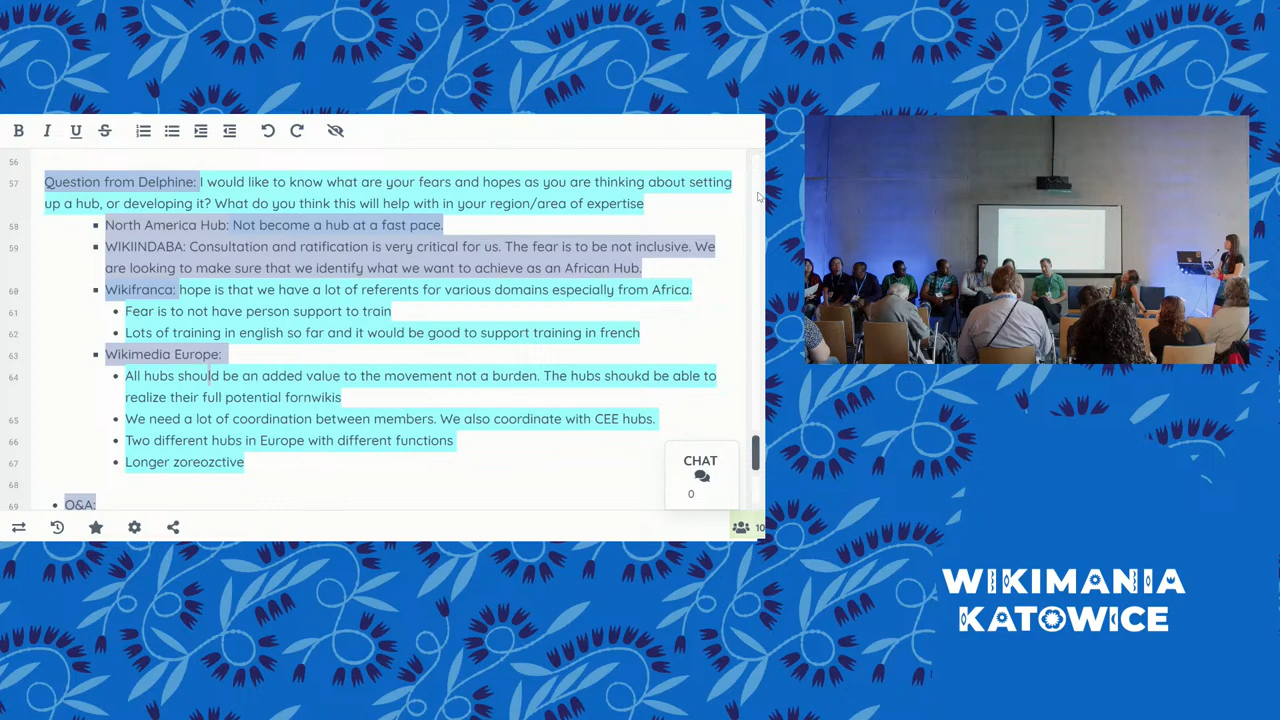 56
57 Question from Delphine: I would like to know what are your fears and hopes as you are thinking about setting
up a hub, or developing it? What do you think this will help with in your region/area of expertise
58 North America Hub: Not become a hub at a fast pace.
59 WIKIINDABA: Consultation and ratification is very critical for us. The fear is to be not inclusive. We
are looking to make sure that we identify what we want to achieve as an African Hub.
60 Wikifranca: hope is that we have a lot of referents for various domains especially from Africa.
61 Fear is to not have person support to train
62 Lots of training in english so far and it would be good to support training in french
63 Wikimedia Europe:
64 All hubs should be an added value to the movement not a burden. The hubs shoukd be able to
realize their full potential fornwikis
65 We need a lot of coordination between members. We also coordinate with CEE hubs.
66 Two different hubs in Europe with different functions
67 Longer zoreozctive
68
69 Q&A:
CHAT
0
10
WIKIMANIA
KATOWICE